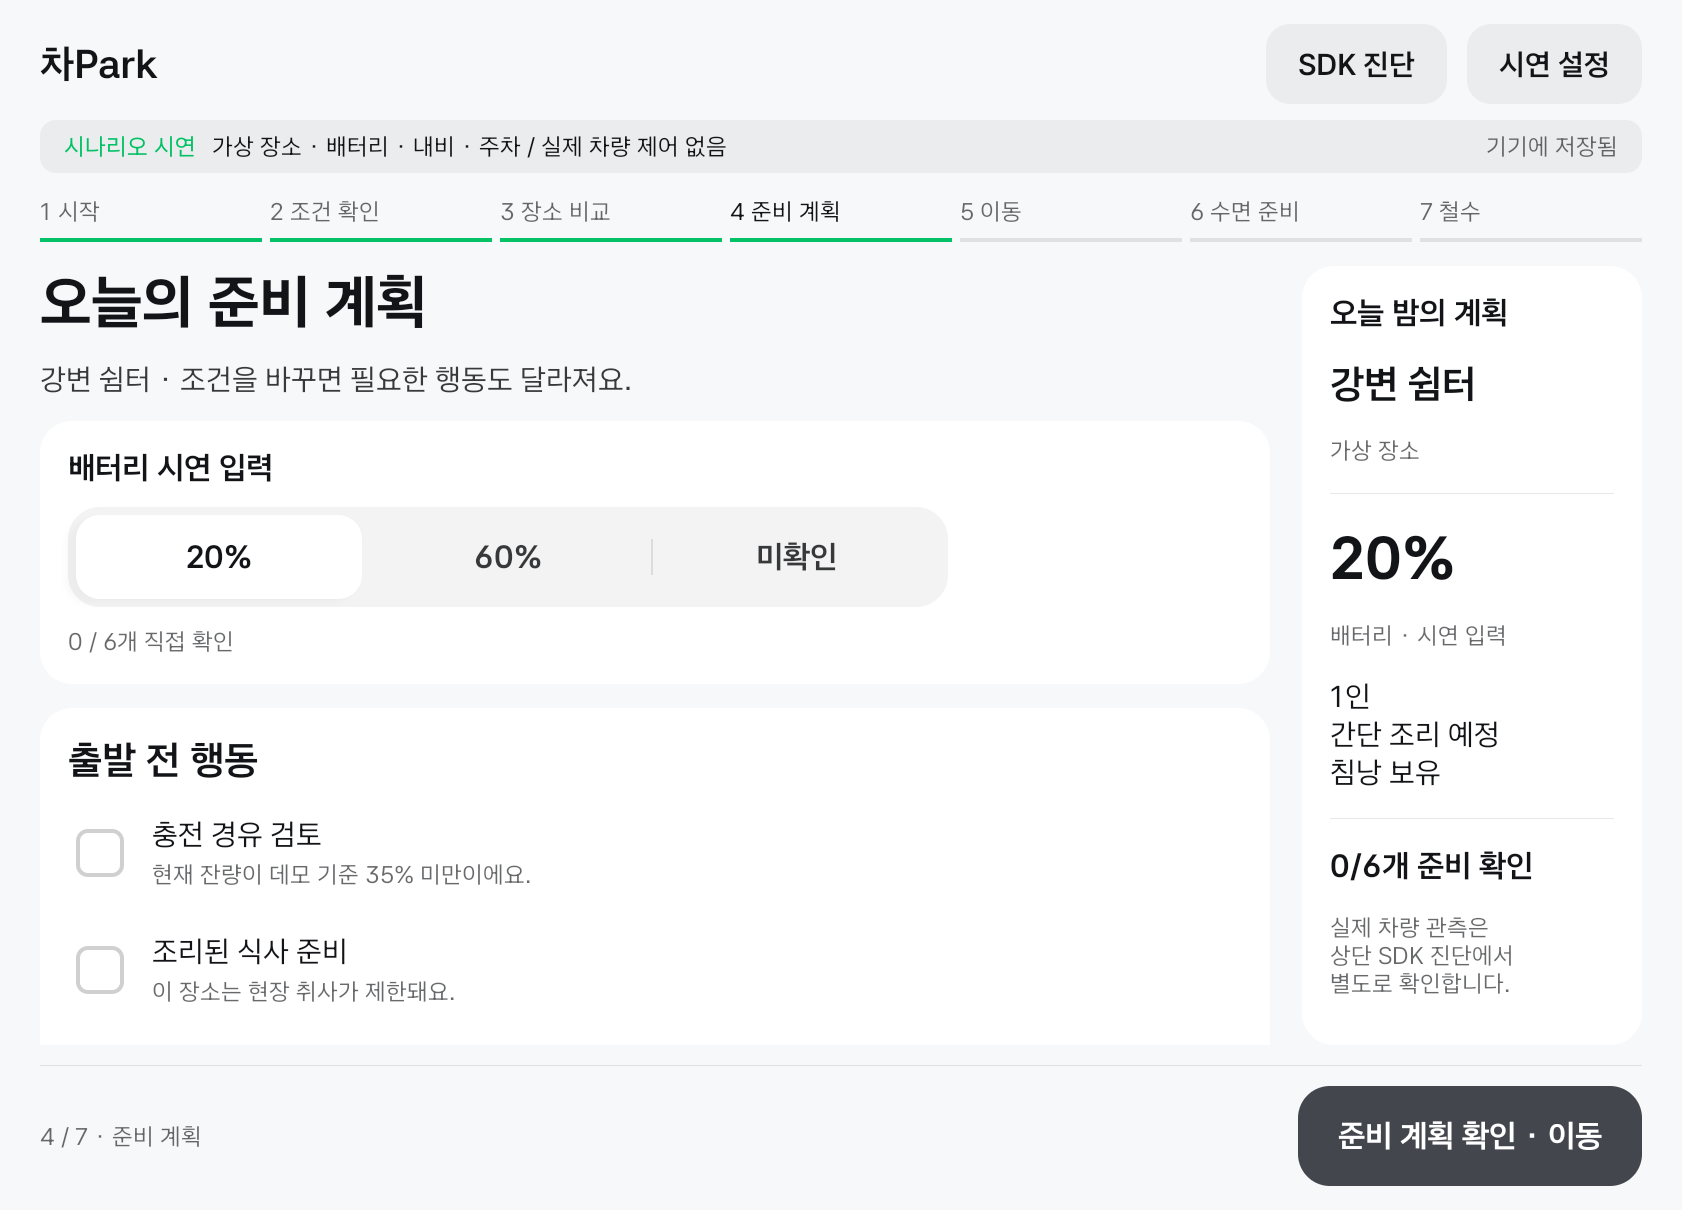 차Park
SDK 진단
시연 설정
시나리오 시연 가상 장소 · 배터리 · 내비 · 주차 / 실제 차량 제어 없음
기기에 저장됨
1 시작
2 조건 확인
3 장소 비교
4 준비 계획
5 이동
6 수면 준비
7 철수
오늘의 준비 계획
강변 쉼터 · 조건을 바꾸면 필요한 행동도 달라져요.
배터리 시연 입력
20%
60%
미확인
0 / 6개 직접 확인
출발 전 행동
충전 경유 검토
현재 잔량이 데모 기준 35% 미만이에요.
조리된 식사 준비
이 장소는 현장 취사가 제한돼요.
오늘 밤의 계획
강변 쉼터
가상 장소
20%
배터리 · 시연 입력
1인
간단 조리 예정
침낭 보유
0/6개 준비 확인
실제 차량 관측은
상단 SDK 진단에서
별도로 확인합니다.
4 / 7 · 준비 계획
준비 계획 확인 · 이동